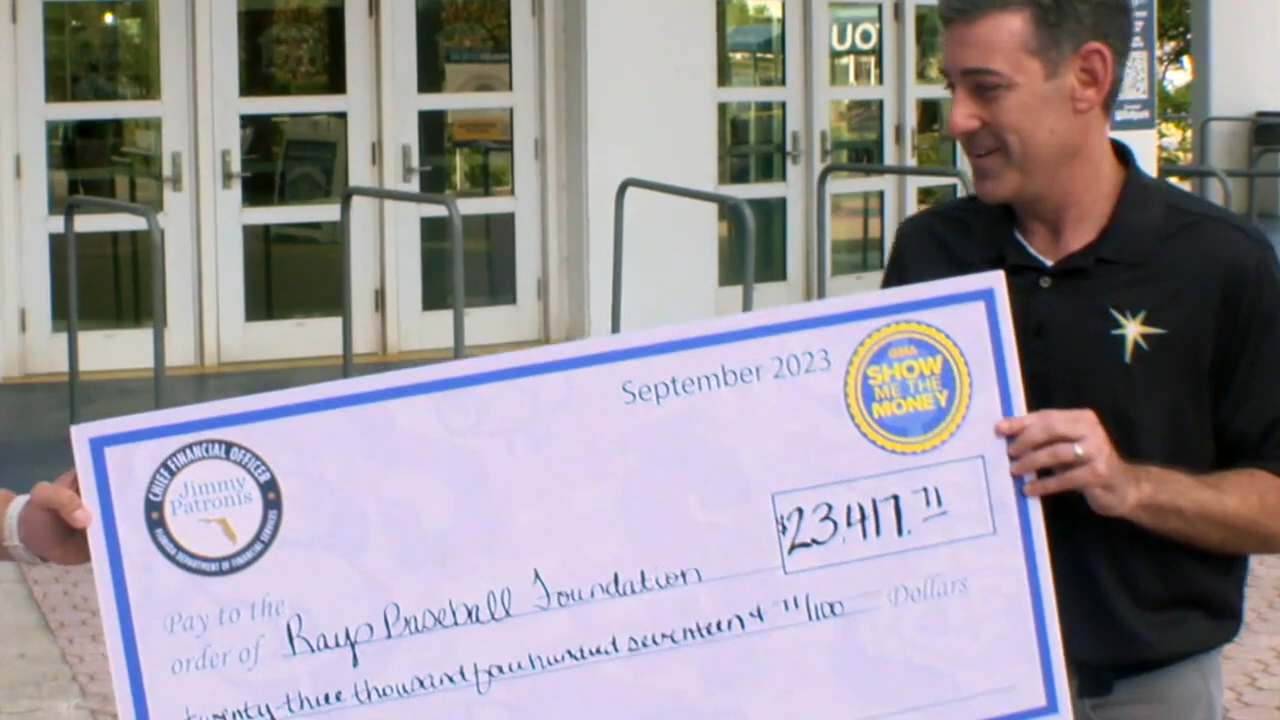 UOT
September 2023
SHOW
ME THE
MONEY
CHIEF FINANCIAL OFFICER
Jimmy
Patronis
FLORIDA DEPARTMENT OF FINANCIAL SERVICES
$23,417.71
Pay to the
order of Rays Baseball Foundation
twenty-three thousand four hundred seventeen & 71/100 Dollars